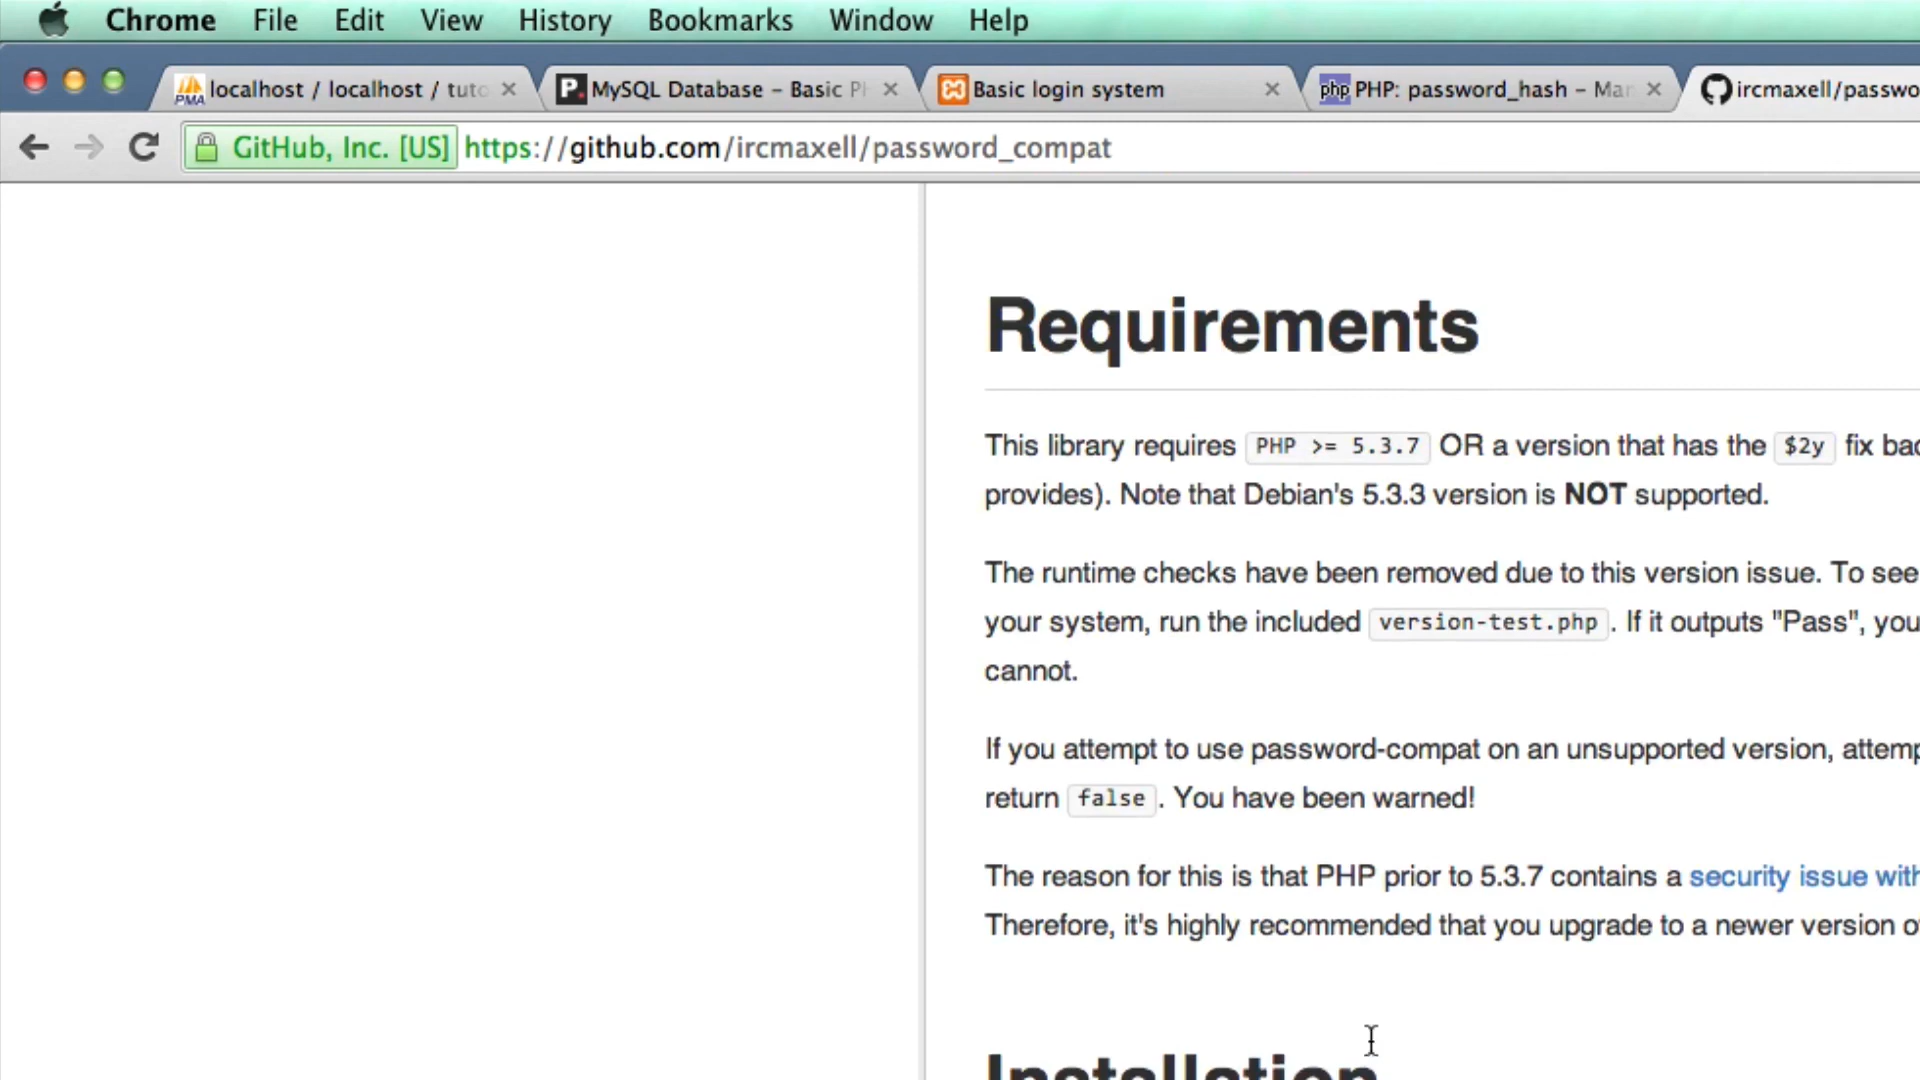 Chrome File Edit View History Bookmarks Window Help
PMA localhost / localhost / tuto P. MySQL Database - Basic P Basic login system php PHP: password_hash - Ma ircmaxell/passwo
GitHub, Inc. [US] https://github.com/ircmaxell/password_compat
Requirements
This library requires PHP >= 5.3.7 OR a version that has the $2y fix bac
provides). Note that Debian's 5.3.3 version is NOT supported.
The runtime checks have been removed due to this version issue. To see
your system, run the included version-test.php. If it outputs "Pass", you
cannot.
If you attempt to use password-compat on an unsupported version, attemp
return false. You have been warned!
The reason for this is that PHP prior to 5.3.7 contains a security issue with
Therefore, it's highly recommended that you upgrade to a newer version o
Installation